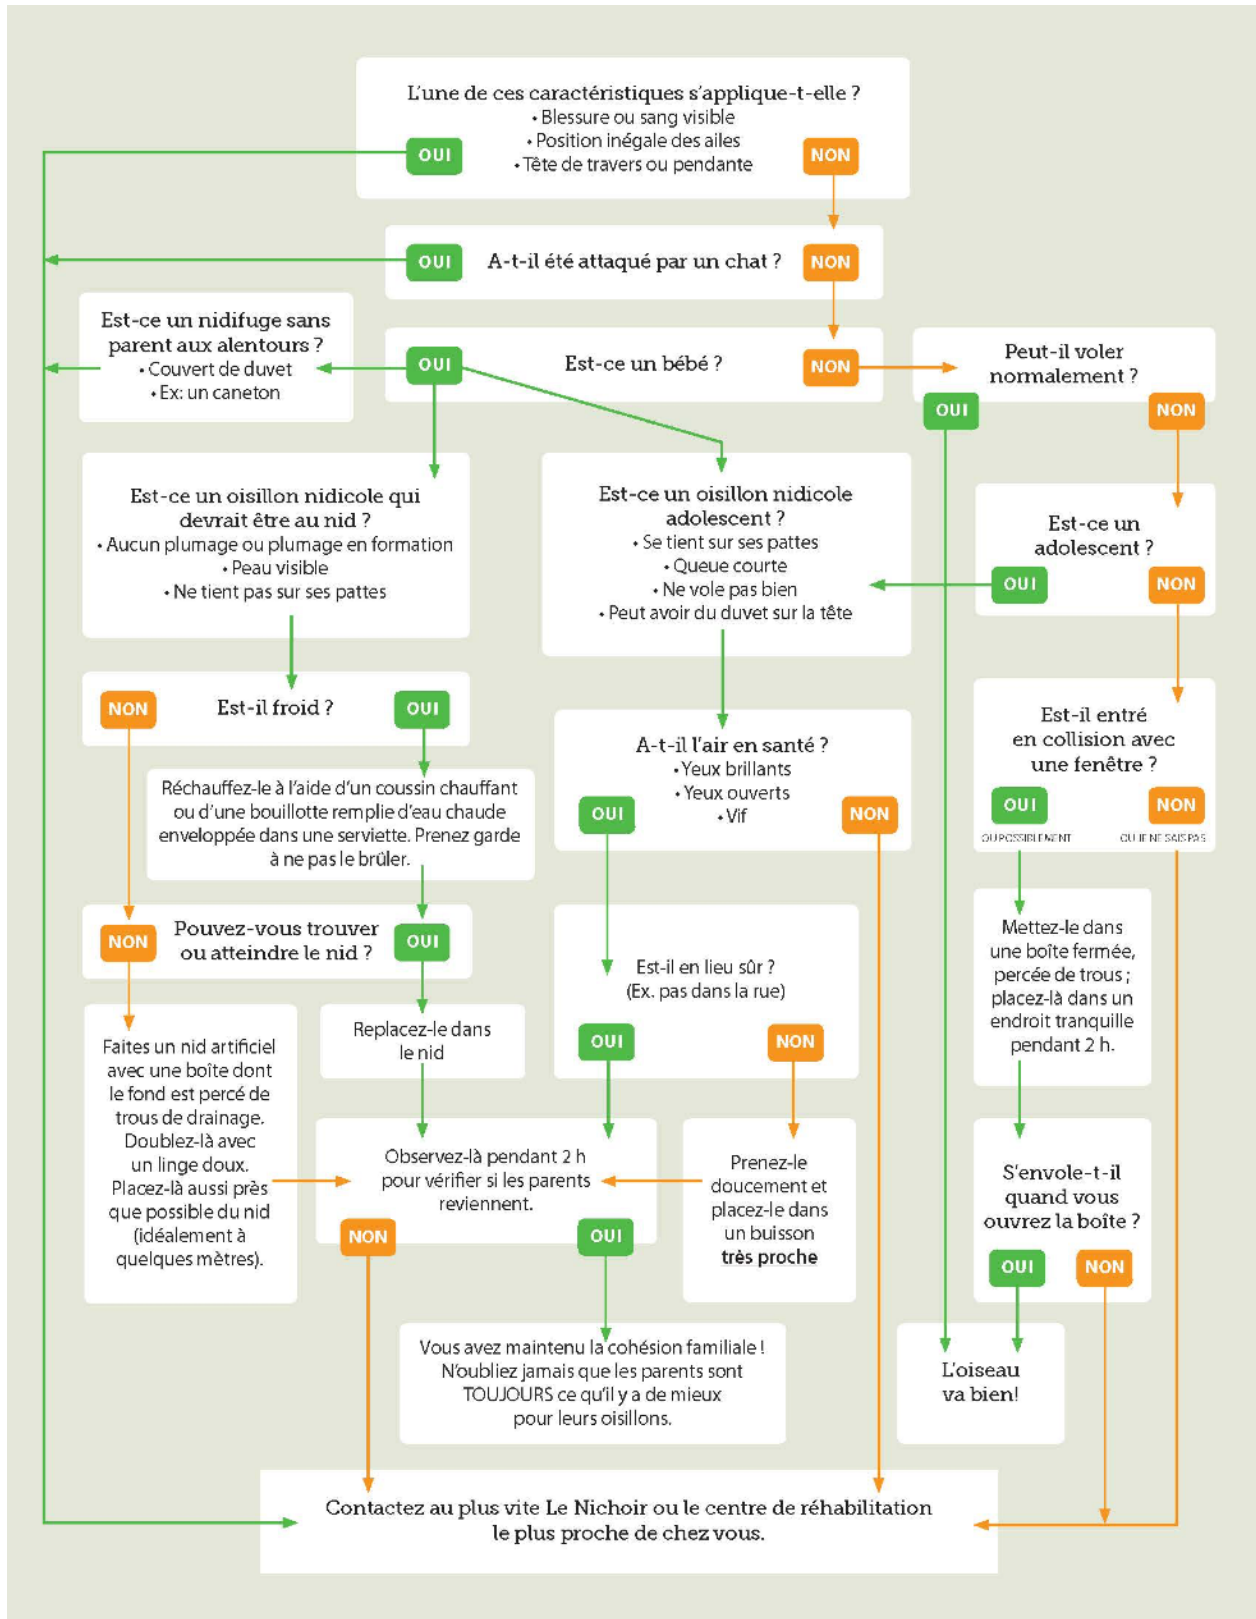 L'une de ces caractéristiques s'applique-t-elle ?
• Blessure ou sang visible
• Position inégale des ailes
• Tête de travers ou pendante
OUI
NON
OUI
A-t-il été attaqué par un chat ?
NON
Est-ce un nidifuge sans
parent aux alentours ?
• Couvert de duvet
• Ex: un caneton
OUI
Est-ce un bébé ?
NON
Peut-il voler
normalement ?
OUI
NON
Est-ce un oisillon nidicole qui
devrait être au nid ?
• Aucun plumage ou plumage en formation
• Peau visible
• Ne tient pas sur ses pattes
Est-ce un oisillon nidicole
adolescent ?
• Se tient sur ses pattes
• Queue courte
• Ne vole pas bien
• Peut avoir du duvet sur la tête
Est-ce un
adolescent ?
OUI
NON
NON
Est-il froid ?
OUI
Réchauffez-le à l'aide d'un coussin chauffant
ou d'une bouillotte remplie d'eau chaude
enveloppée dans une serviette. Prenez garde
à ne pas le brûler.
A-t-il l'air en santé ?
• Yeux brillants
• Yeux ouverts
• Vif
OUI
NON
Est-il entré
en collision avec
une fenêtre ?
OUI
NON
OU POSSIBLEMENT
OU JE NE SAIS PAS
NON
Pouvez-vous trouver
ou atteindre le nid ?
OUI
Est-il en lieu sûr ?
(Ex. pas dans la rue)
OUI
NON
Mettez-le dans
une boîte fermée,
percée de trous ;
placez-là dans un
endroit tranquille
pendant 2 h.
Faites un nid artificiel
avec une boîte dont
le fond est percé de
trous de drainage.
Doublez-là avec
un linge doux.
Placez-là aussi près
que possible du nid
(idéalement à
quelques mètres).
Replacez-le dans
le nid
Observez-là pendant 2 h
pour vérifier si les parents
reviennent.
NON
OUI
Prenez-le
doucement et
placez-le dans
un buisson
très proche
S'envole-t-il
quand vous
ouvrez la boîte ?
OUI
NON
Vous avez maintenu la cohésion familiale !
N'oubliez jamais que les parents sont
TOUJOURS ce qu'il y a de mieux
pour leurs oisillons.
L'oiseau
va bien!
Contactez au plus vite Le Nichoir ou le centre de réhabilitation
le plus proche de chez vous.